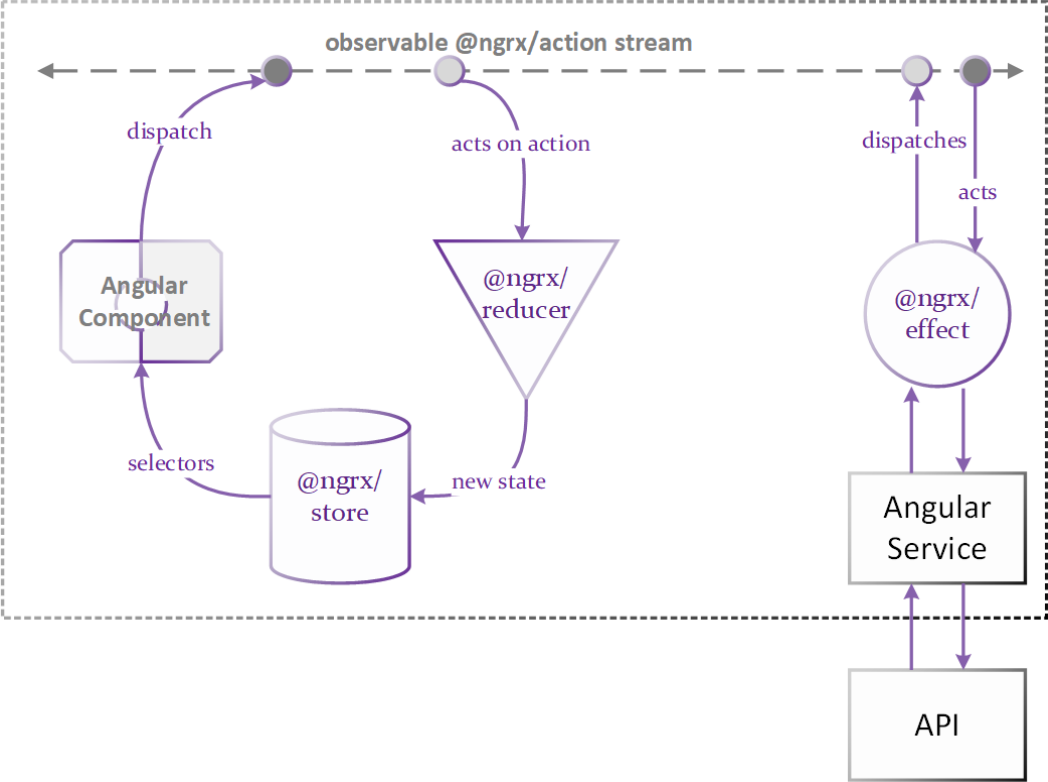 observable @ngrx/action stream
dispatch
acts on action
dispatches
acts
Angular
Component
@ngrx/
reducer
@ngrx/
effect
selectors
@ngrx/
store
new state
Angular
Service
API